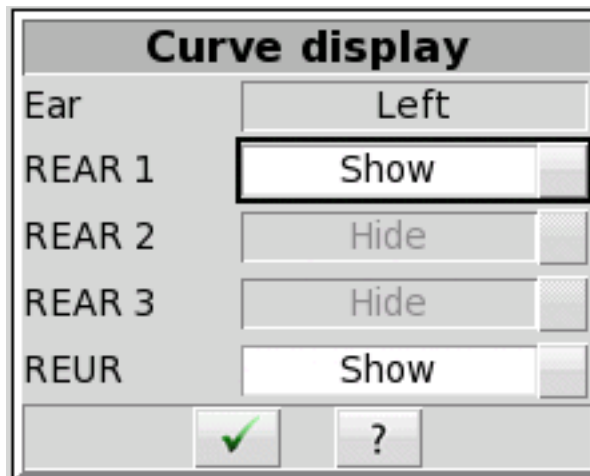 Curve display
Ear Left
REAR 1 Show
REAR 2 Hide
REAR 3 Hide
REUR Show
?